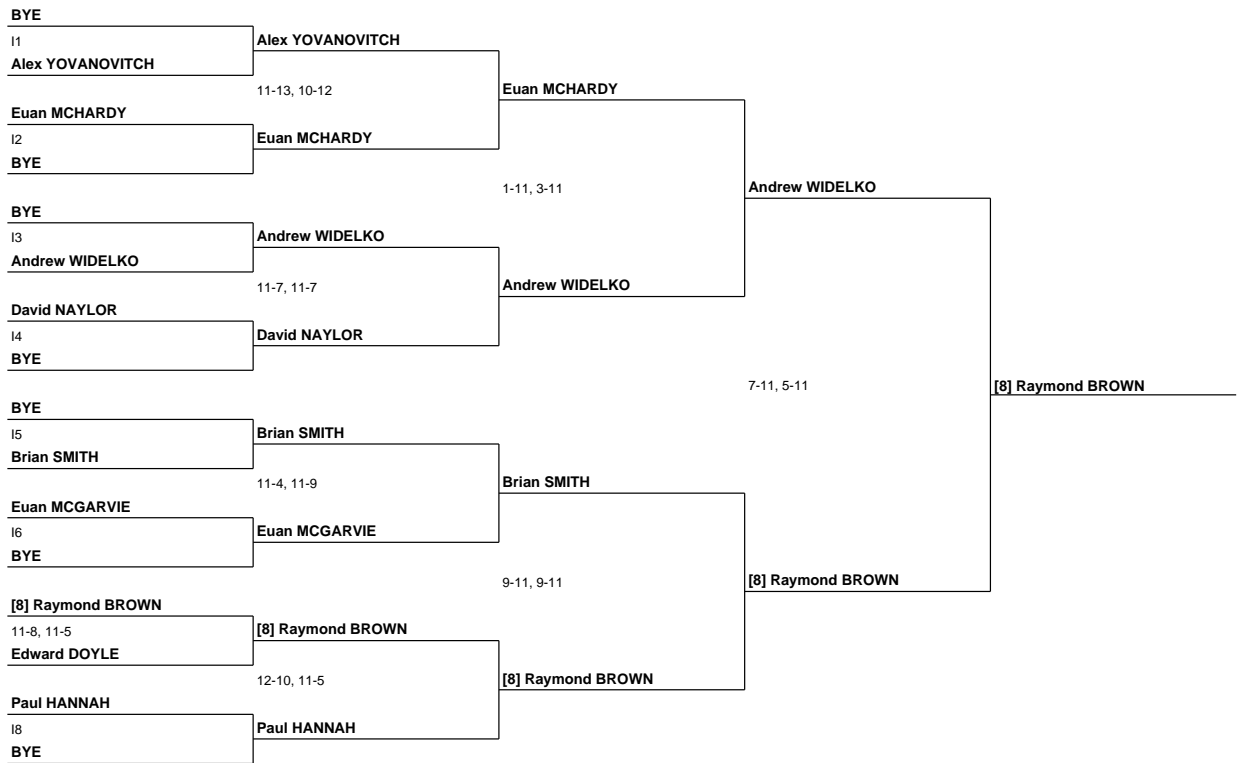 BYE
I1
Alex YOVANOVITCH
Euan MCHARDY
I2
BYE
BYE
I3
Andrew WIDELKO
David NAYLOR
I4
BYE
BYE
I5
Brian SMITH
Euan MCGARVIE
I6
BYE
[8] Raymond BROWN
11-8, 11-5
Edward DOYLE
Paul HANNAH
I8
BYE
Alex YOVANOVITCH
11-13, 10-12
Euan MCHARDY
Andrew WIDELKO
11-7, 11-7
David NAYLOR
Brian SMITH
11-4, 11-9
Euan MCGARVIE
[8] Raymond BROWN
12-10, 11-5
Paul HANNAH
Euan MCHARDY
1-11, 3-11
Andrew WIDELKO
Brian SMITH
9-11, 9-11
[8] Raymond BROWN
Andrew WIDELKO
7-11, 5-11
[8] Raymond BROWN
[8] Raymond BROWN